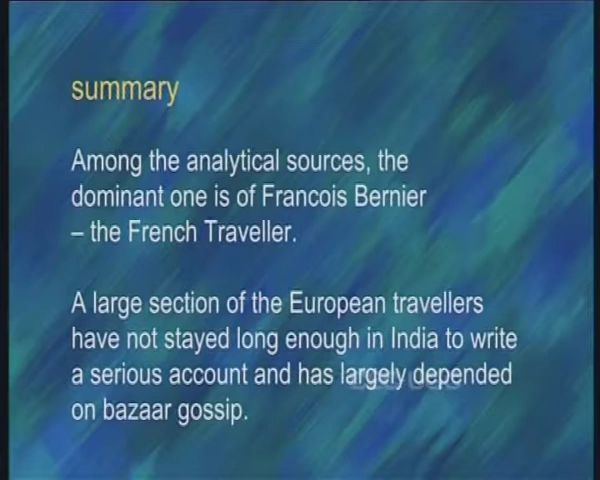 summary
Among the analytical sources, the
dominant one is of Francois Bernier
– the French Traveller.
A large section of the European travellers
have not stayed long enough in India to write
a serious account and has largely depended
on bazaar gossip.